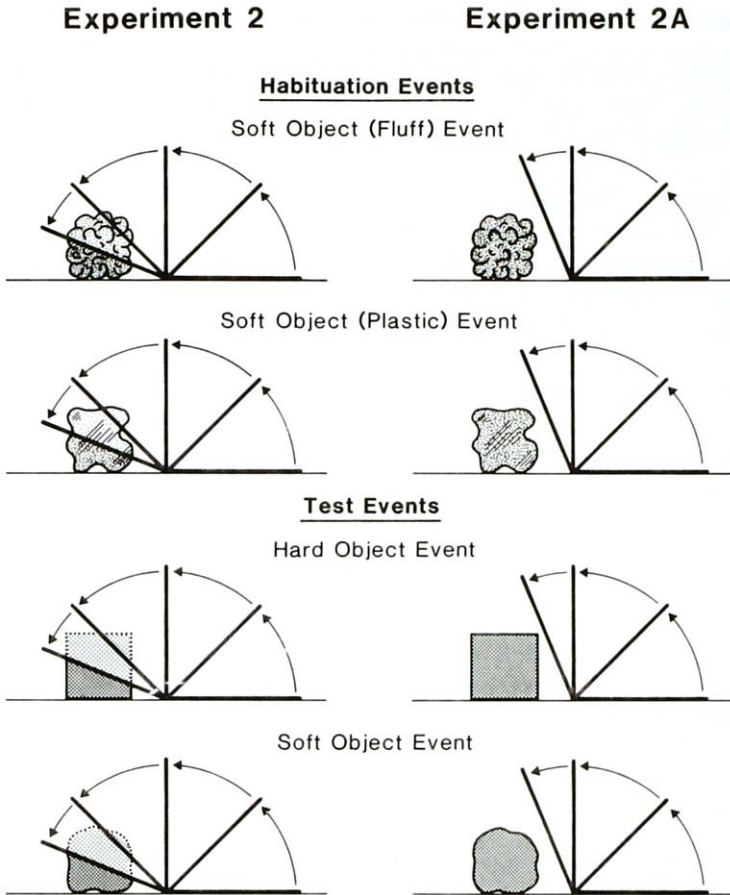 Experiment 2
Experiment 2A
Habituation Events
Soft Object (Fluff) Event
Soft Object (Plastic) Event
Test Events
Hard Object Event
Soft Object Event